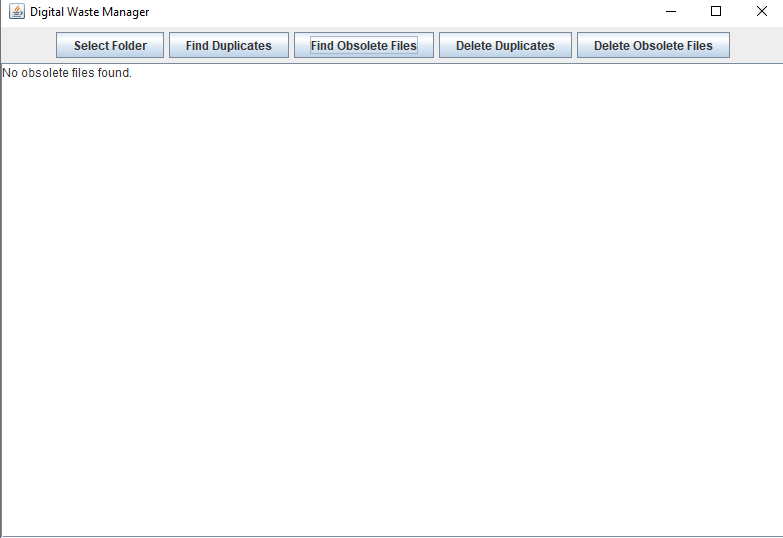 Digital Waste Manager
Select Folder Find Duplicates Find Obsolete Files Delete Duplicates Delete Obsolete Files
No obsolete files found.